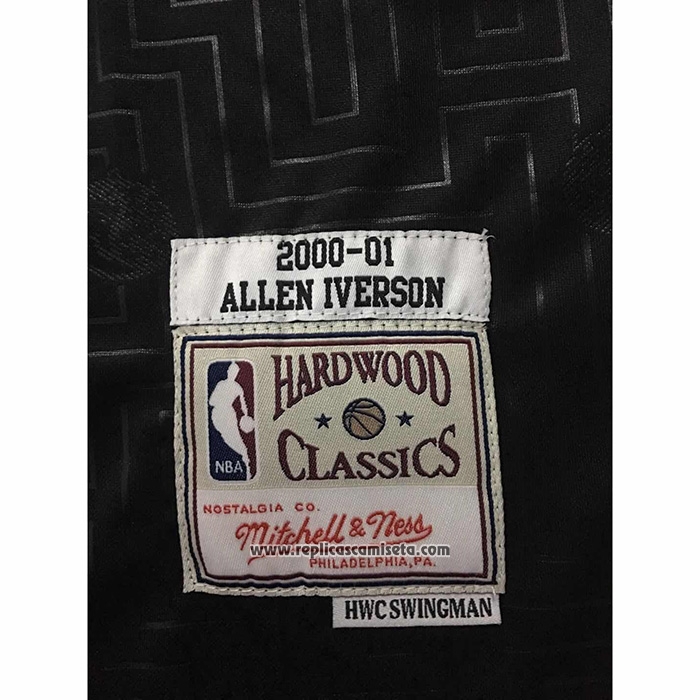 2000-01
ALLEN IVERSON
HARDWOOD
CLASSICS
NBA
NOSTALGIA CO.
Mitchell & Ness
www.replicascamiseta.com
PHILADELPHIA, PA.
HWC SWINGMAN